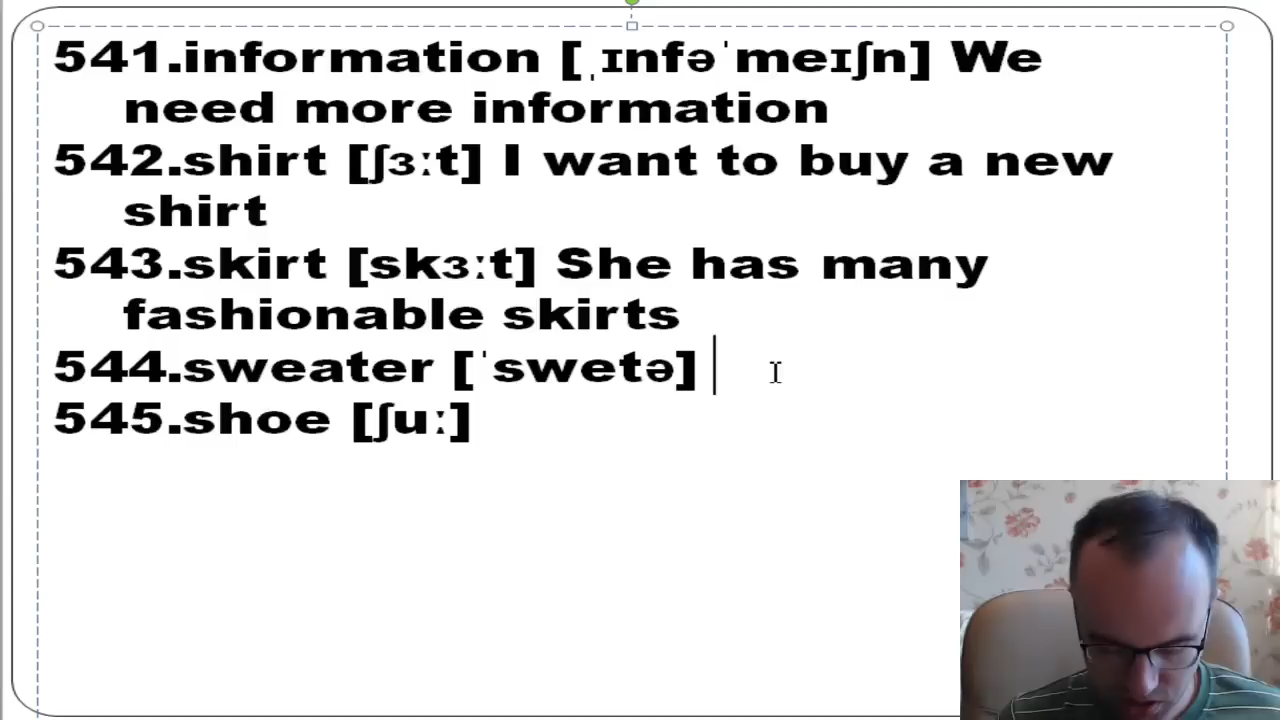 541.information [ˌɪnfəˈmeɪʃn] We
need more information
542.shirt [ʃɜːt] I want to buy a new
shirt
543.skirt [skɜːt] She has many
fashionable skirts
544.sweater [ˈswetə]
545.shoe [ʃuː]